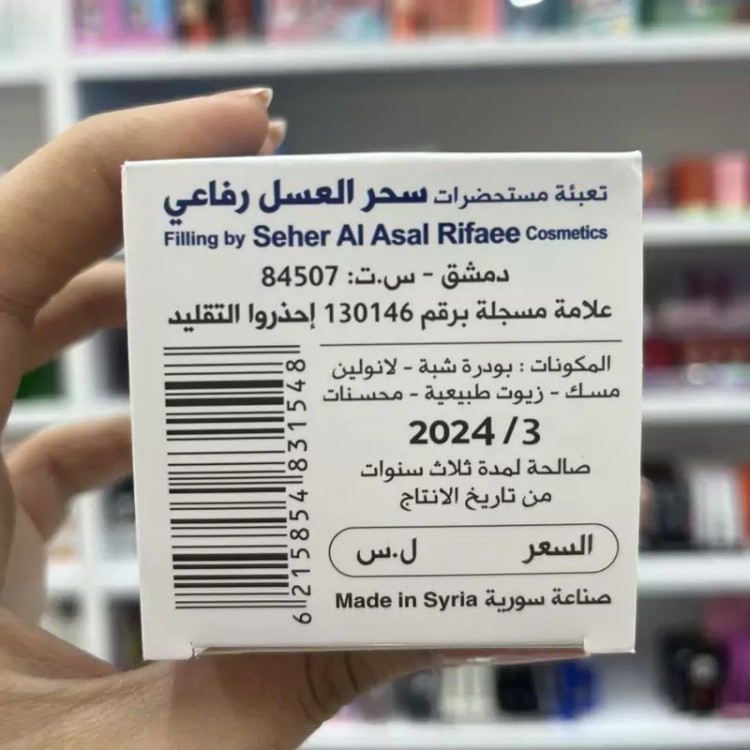 تعبئة مستحضرات سحر العسل رفاعي
Filling by Seher Al Asal Rifaee Cosmetics
دمشق - س.ت: 84507
علامة مسجلة برقم 130146 إحذروا التقليد
المكونات : بودرة شبة - لانولين
مسك - زيوت طبيعية - محسنات
2024/3
صالحة لمدة ثلاث سنوات
من تاريخ الانتاج
السعر ل.س
صناعة سورية Made in Syria
6215854831548